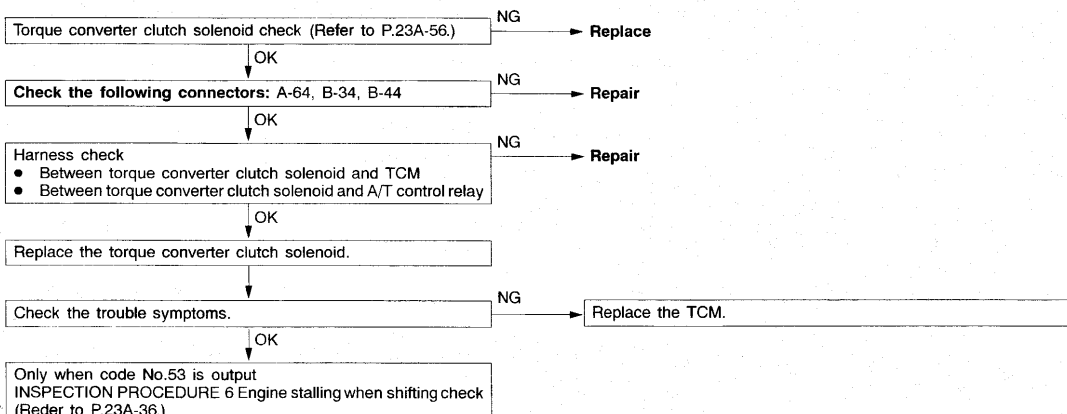 NG
Torque converter clutch solenoid check (Refer to P.23A-56.)
Replace
OK
NG
Check the following connectors: A-64, B-34, B-44
Repair
OK
NG
Harness check
Repair
● Between torque converter clutch solenoid and TCM
● Between torque converter clutch solenoid and A/T control relay
OK
Replace the torque converter clutch solenoid.
NG
Check the trouble symptoms.
Replace the TCM.
OK
Only when code No.53 is output
INSPECTION PROCEDURE 6 Engine stalling when shifting check
(Reder to P.23A-36.)